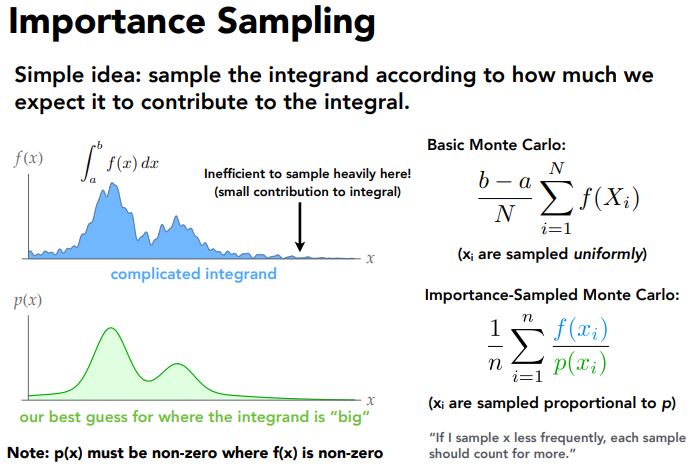 Importance Sampling
Simple idea: sample the integrand according to how much we
expect it to contribute to the integral.
f(x)
∫_a^b f(x) dx
Inefficient to sample heavily here!
(small contribution to integral)
x
complicated integrand
p(x)
x
our best guess for where the integrand is "big"
Note: p(x) must be non-zero where f(x) is non-zero
Basic Monte Carlo:
\frac{b-a}{N} \sum_{i=1}^{N} f(X_i)
(xᵢ are sampled uniformly)
Importance-Sampled Monte Carlo:
\frac{1}{n} \sum_{i=1}^{n} \frac{f(x_i)}{p(x_i)}
(xᵢ are sampled proportional to p)
"If I sample x less frequently, each sample
should count for more."